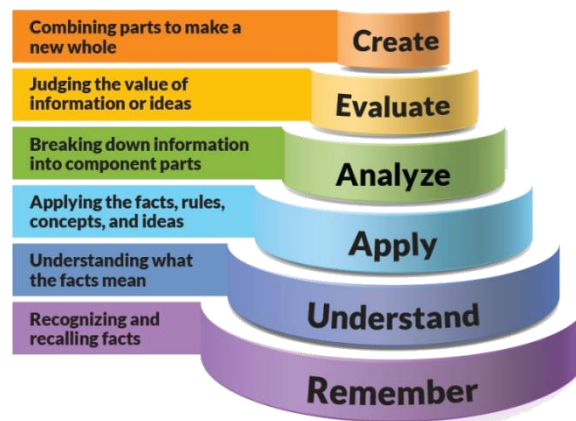 Combining parts to make a
new whole
Create
Judging the value of
information or ideas
Evaluate
Breaking down information
into component parts
Analyze
Applying the facts, rules,
concepts, and ideas
Apply
Understanding what
the facts mean
Understand
Recognizing and
recalling facts
Remember